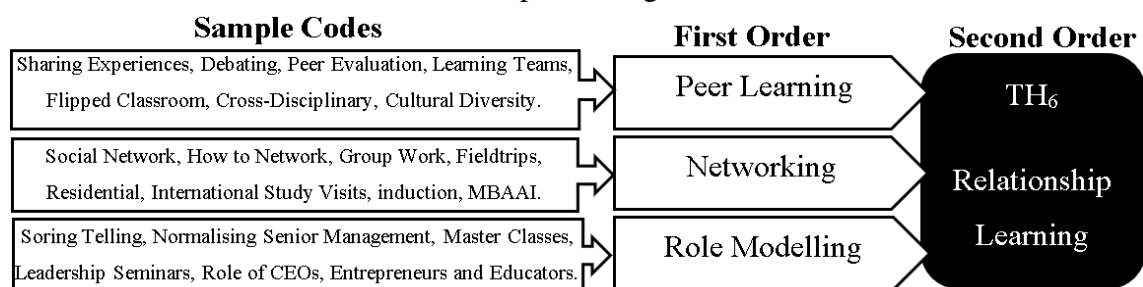 Sample Codes
First Order
Second Order
Sharing Experiences, Debating, Peer Evaluation, Learning Teams,
Flipped Classroom, Cross-Disciplinary, Cultural Diversity.
Peer Learning
Social Network, How to Network, Group Work, Fieldtrips,
Residential, International Study Visits, induction, MBAAI.
Networking
Soring Telling, Normalising Senior Management, Master Classes,
Leadership Seminars, Role of CEOs, Entrepreneurs and Educators.
Role Modelling
TH₆
Relationship
Learning